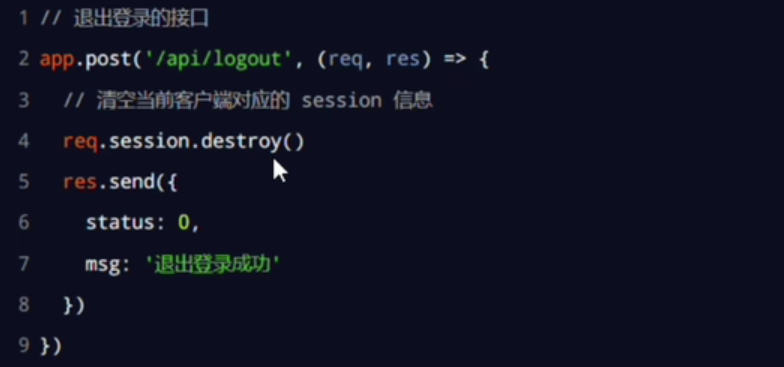 1 // 退出登录的接口
2 app.post('/api/logout', (req, res) => {
3   // 清空当前客户端对应的 session 信息
4   req.session.destroy()
5   res.send({
6     status: 0,
7     msg: '退出登录成功'
8   })
9 })